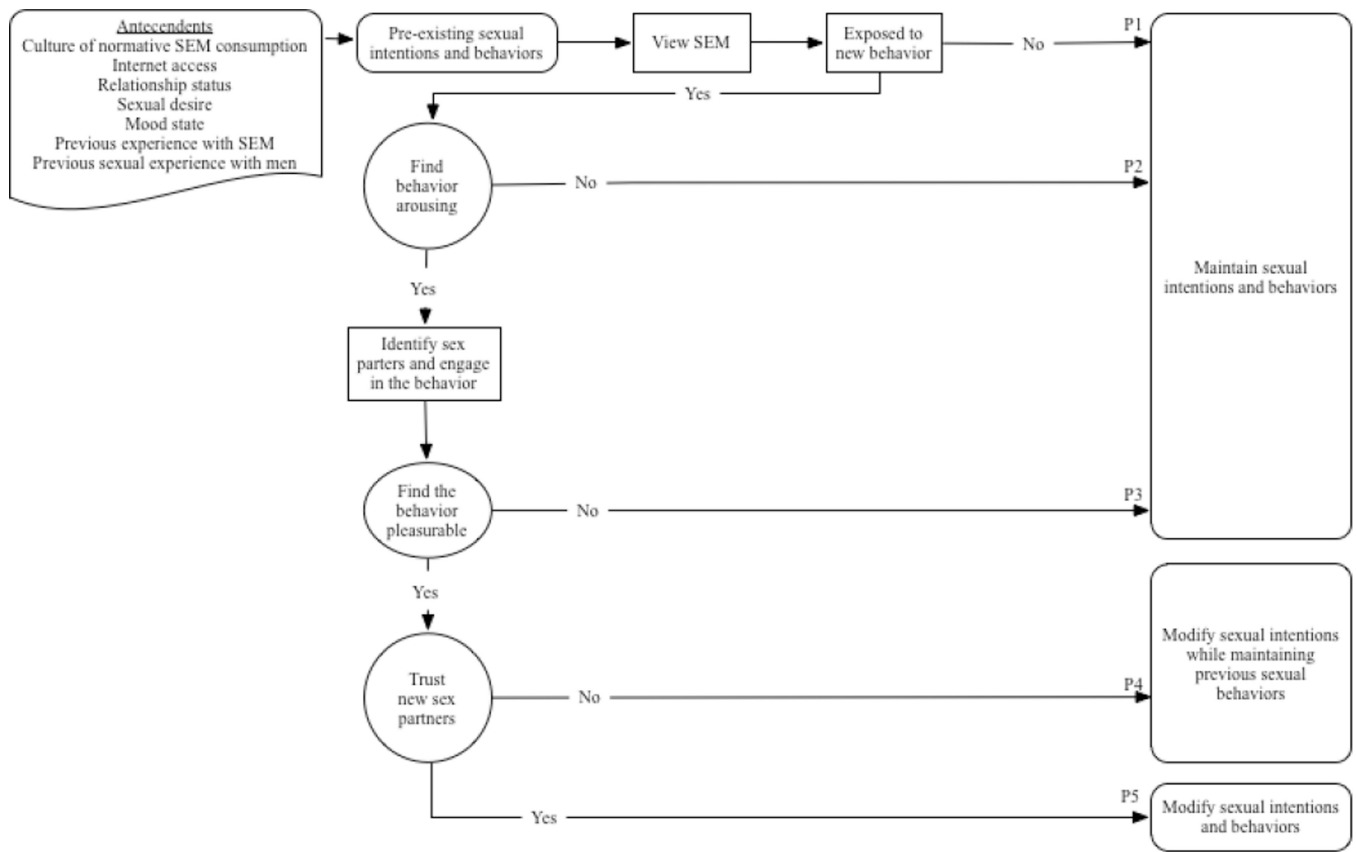 Antecendents
Culture of normative SEM consumption
Internet access
Relationship status
Sexual desire
Mood state
Previous experience with SEM
Previous sexual experience with men
Pre-existing sexual
intentions and behaviors
View SEM
Exposed to
new behavior
No
P1
Yes
Find
behavior
arousing
No
P2
Maintain sexual
intentions and behaviors
Yes
Identify sex
parters and engage
in the behavior
Find the
behavior
pleasurable
No
P3
Yes
Trust
new sex
partners
No
P4
Modify sexual intentions
while maintaining
previous sexual
behaviors
Yes
P5
Modify sexual intentions
and behaviors